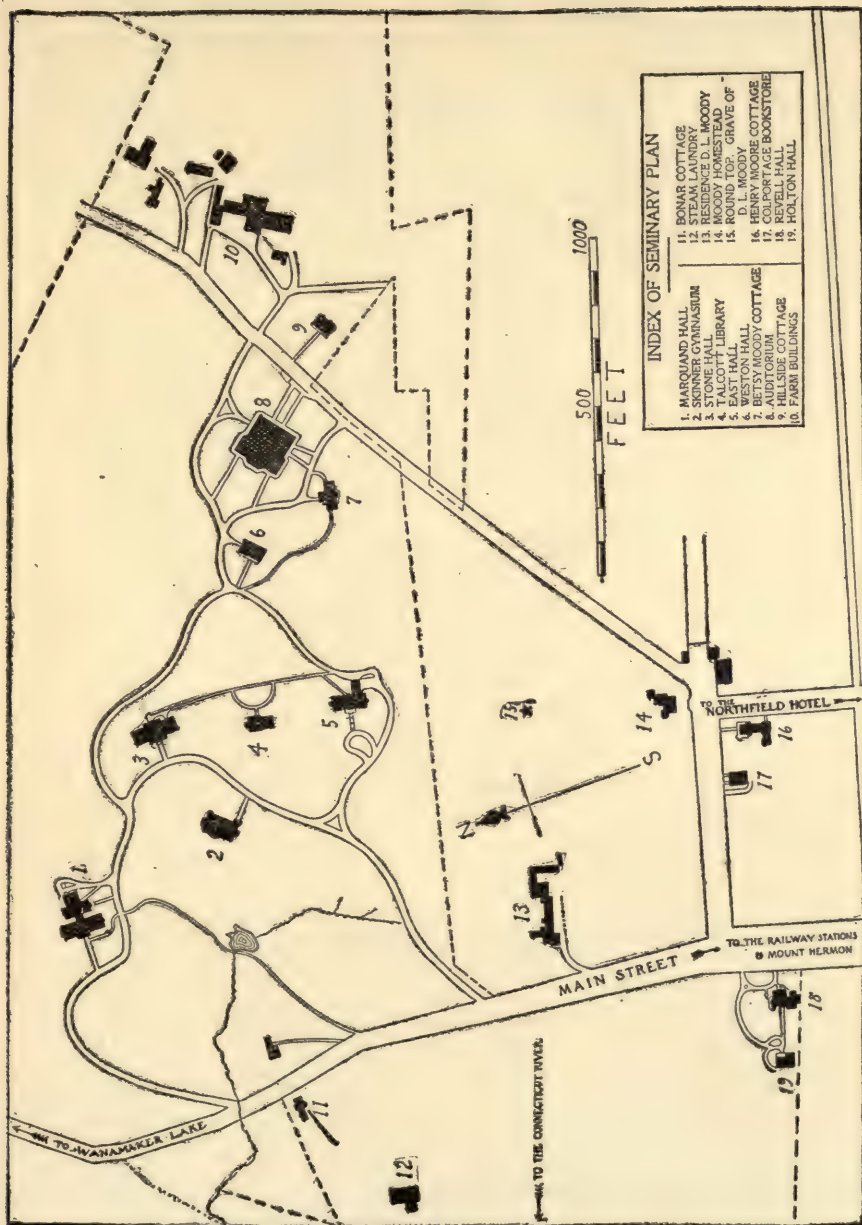 INDEX OF SEMINARY PLAN
1. MARQUAND HALL
2. SKINNER GYMNASIUM
3. STONE HALL
4. TALCOTT LIBRARY
5. EAST HALL
6. WESTON HALL
7. BETSY MOODY COTTAGE
8. AUDITORIUM
9. HILLSIDE COTTAGE
10. FARM BUILDINGS
11. BONAR COTTAGE
12. STEAM LAUNDRY
13. RESIDENCE D. L. MOODY
14. MOODY HOMESTEAD
15. ROUND TOP. GRAVE OF
D. L. MOODY
16. HENRY MOORE COTTAGE
17. COLPORTAGE BOOKSTORE
18. REVELL HALL
19. HOLTON HALL
500
1000
FEET
N
S
TO WANAMAKER LAKE
MAIN STREET
TO THE RAILWAY STATIONS
& MOUNT HERMON
TO THE CONNECTICUT RIVER
TO THE
NORTHFIELD HOTEL
1
2
3
4
5
6
7
8
9
10
11
12
13
14
15
16
17
18
19